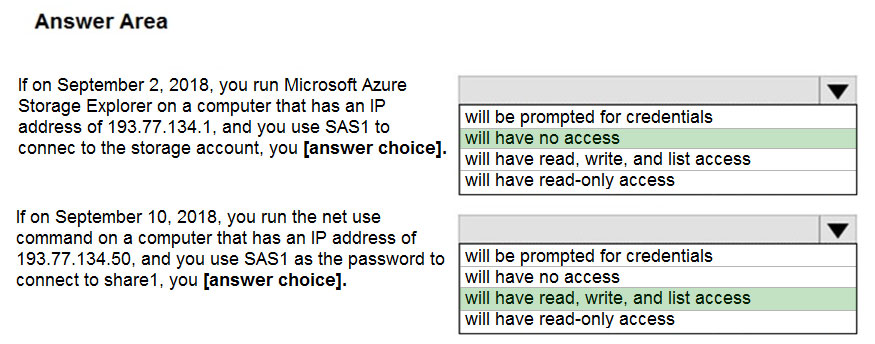 Answer Area
If on September 2, 2018, you run Microsoft Azure
Storage Explorer on a computer that has an IP
address of 193.77.134.1, and you use SAS1 to
connec to the storage account, you [answer choice].
will be prompted for credentials
will have no access
will have read, write, and list access
will have read-only access
If on September 10, 2018, you run the net use
command on a computer that has an IP address of
193.77.134.50, and you use SAS1 as the password to
connect to share1, you [answer choice].
will be prompted for credentials
will have no access
will have read, write, and list access
will have read-only access